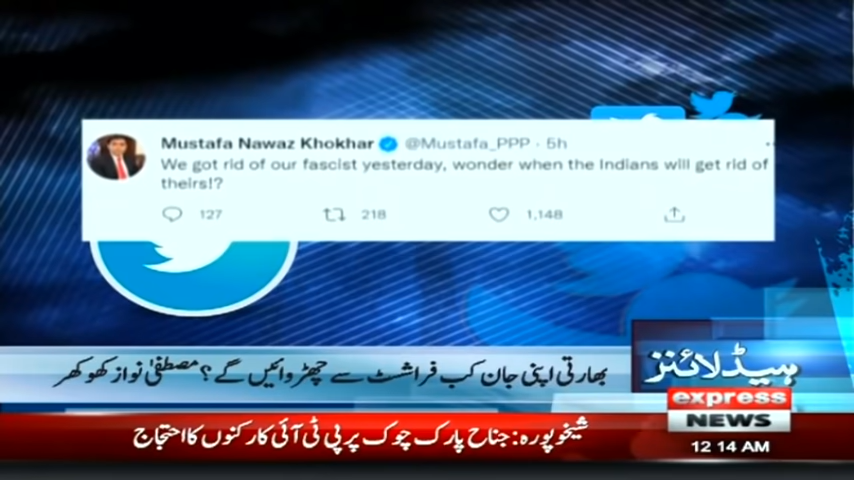 Mustafa Nawaz Khokhar @Mustafa_PPP · 5h
We got rid of our fascist yesterday, wonder when the Indians will get rid of
theirs!?
127 218 1,148
بھارتی اپنی جان کب فراشسٹ سے چھڑوائیں گے؟ مصطفیٰ نواز کھوکھر
ہیڈلائنز
express
NEWS
شیخوپورہ: جناح پارک چوک پر پی ٹی آئی کارکنوں کا احتجاج
12:14 AM